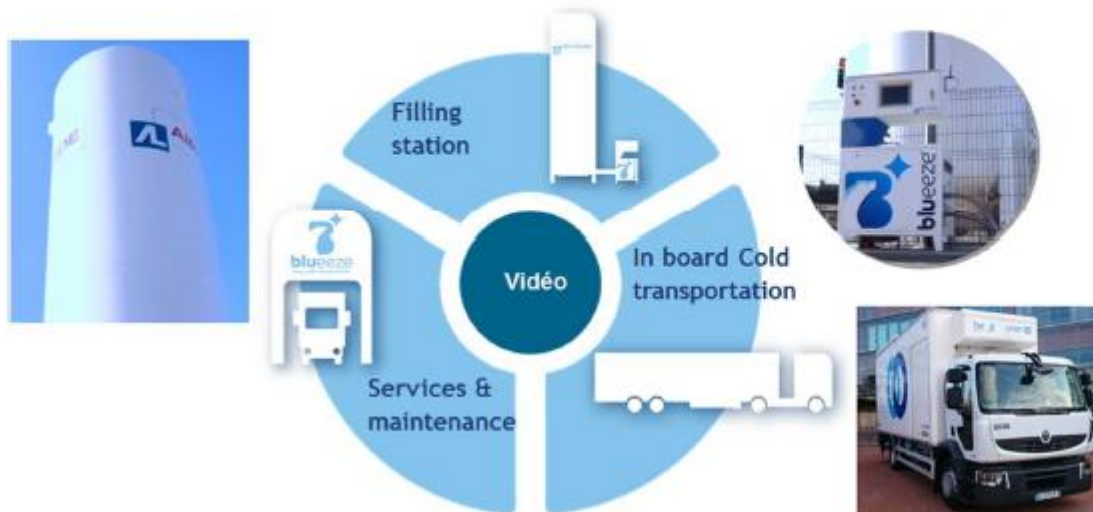 Filling
station
blueeze
blueeze
In board Cold
transportation
Vidéo
Services &
maintenance